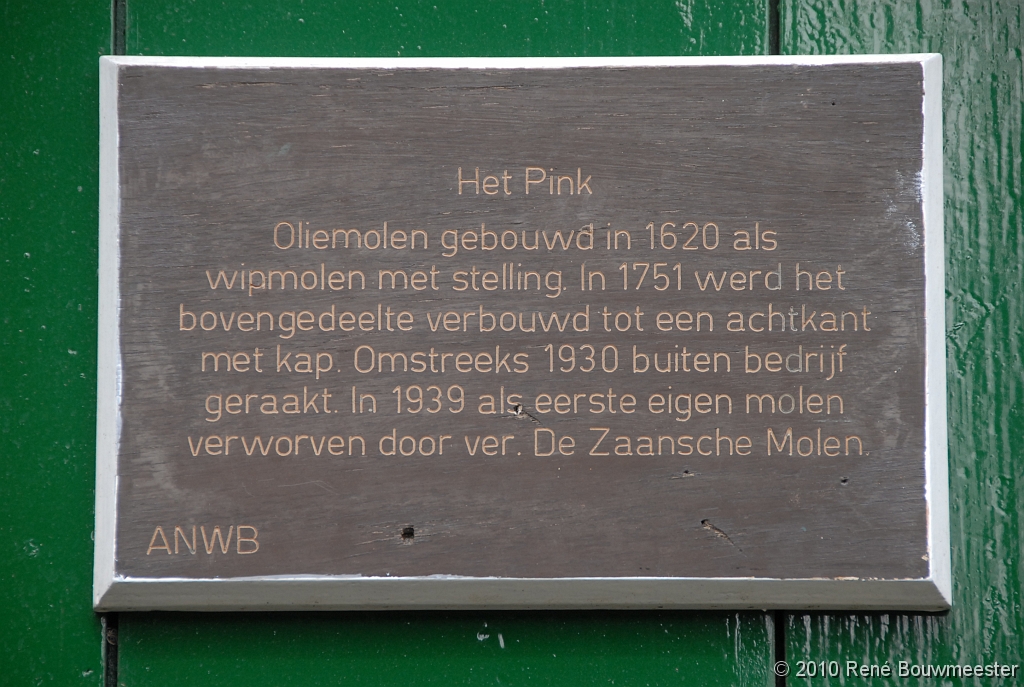 Het Pink
Oliemolen gebouwd in 1620 als
wipmolen met stelling. In 1751 werd het
bovengedeelte verbouwd tot een achtkant
met kap. Omstreeks 1930 buiten bedrijf
geraakt. In 1939 als eerste eigen molen
verworven door ver. De Zaansche Molen.
ANWB
© 2010 René Bouwmeester